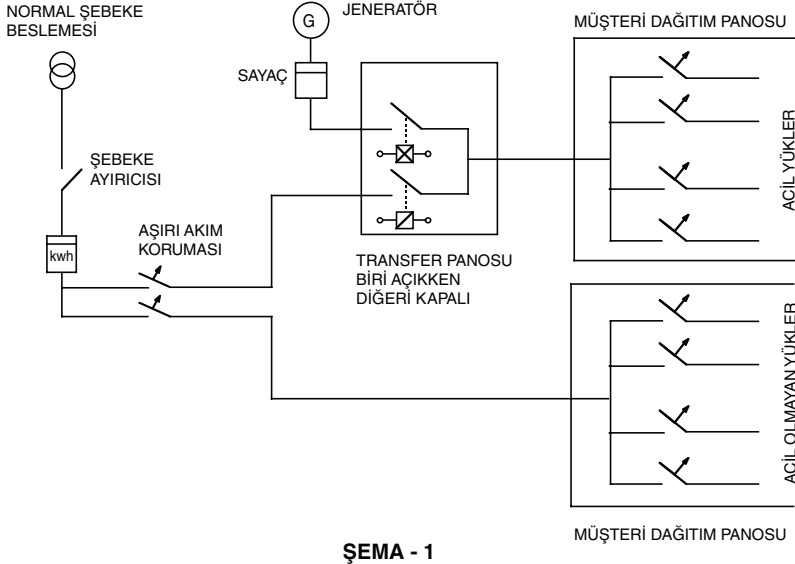 NORMAL ŞEBEKE
BESLEMESİ
G
JENERATÖR
SAYAÇ
MÜŞTERİ DAĞITIM PANOSU
ACİL YÜKLER
ŞEBEKE
AYIRICISI
kwh
AŞIRI AKIM
KORUMASI
TRANSFER PANOSU
BİRİ AÇIKKEN
DİĞERİ KAPALI
ACİL OLMAYAN YÜKLER
MÜŞTERİ DAĞITIM PANOSU
ŞEMA - 1